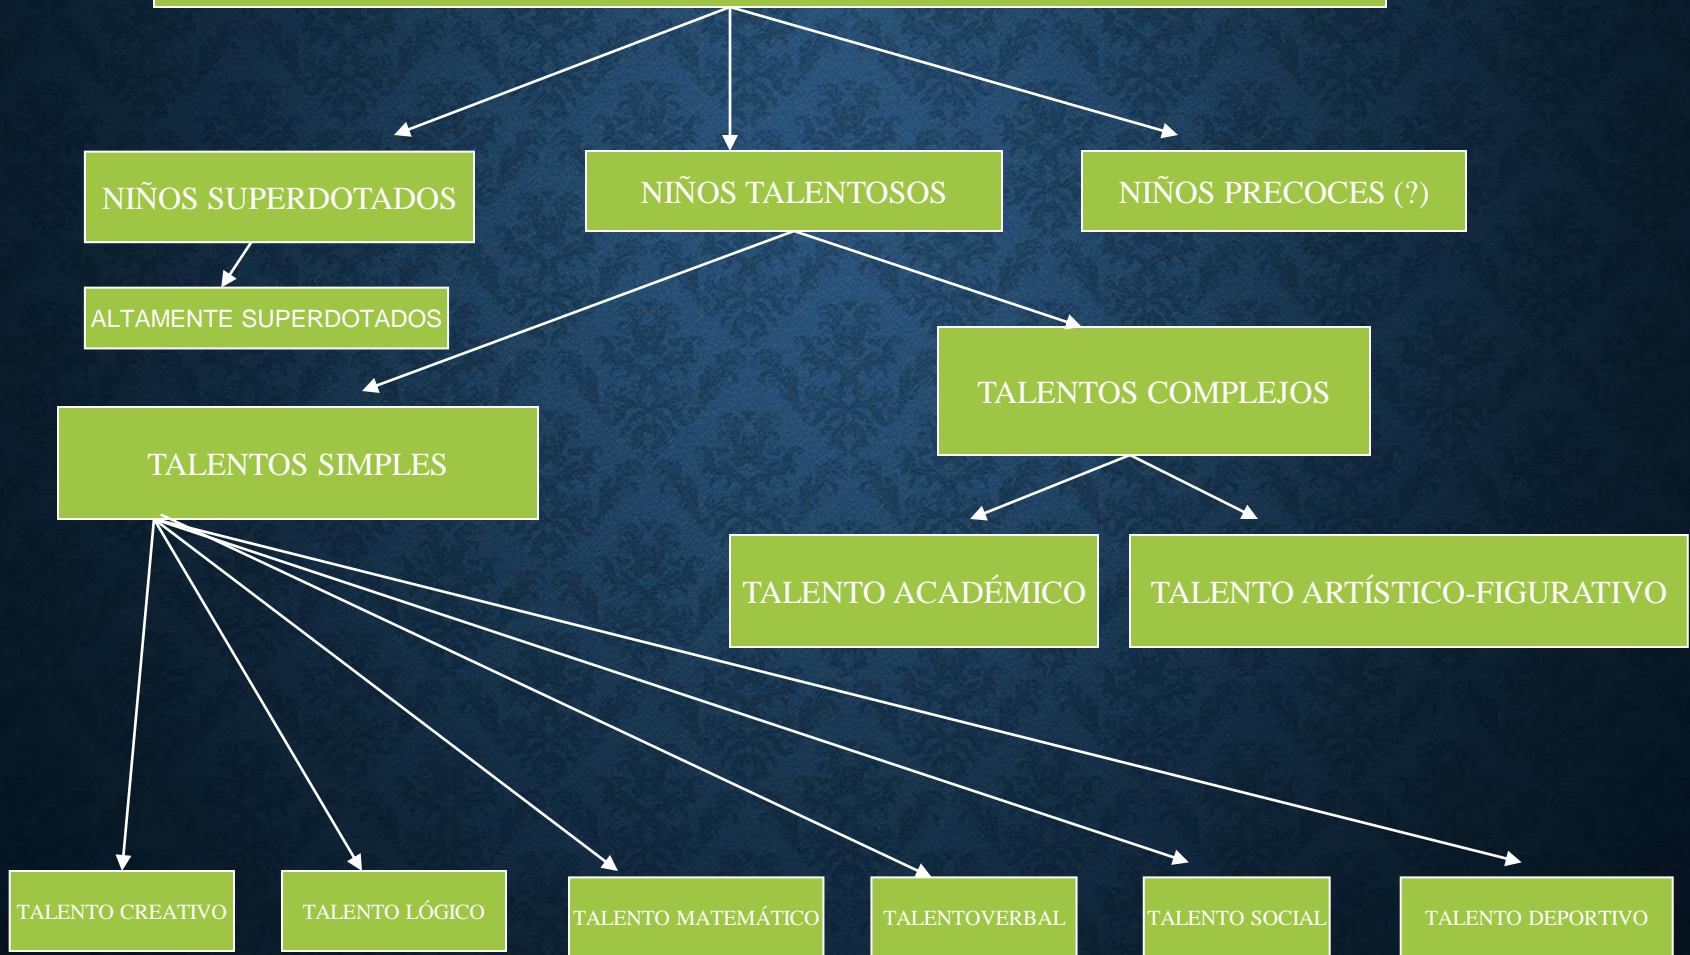 NIÑOS SUPERDOTADOS
NIÑOS TALENTOSOS
NIÑOS PRECOCES (?)
ALTAMENTE SUPERDOTADOS
TALENTOS COMPLEJOS
TALENTOS SIMPLES
TALENTO ACADÉMICO
TALENTO ARTÍSTICO-FIGURATIVO
TALENTO CREATIVO
TALENTO LÓGICO
TALENTO MATEMÁTICO
TALENTOVERBAL
TALENTO SOCIAL
TALENTO DEPORTIVO